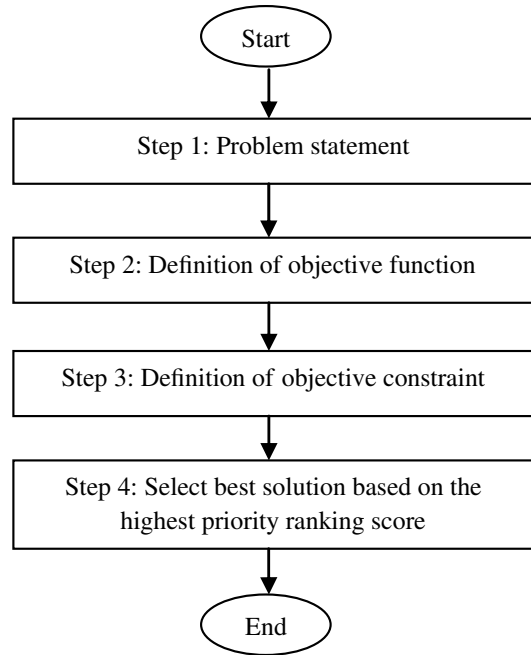 Start
Step 1: Problem statement
Step 2: Definition of objective function
Step 3: Definition of objective constraint
Step 4: Select best solution based on the
highest priority ranking score
End